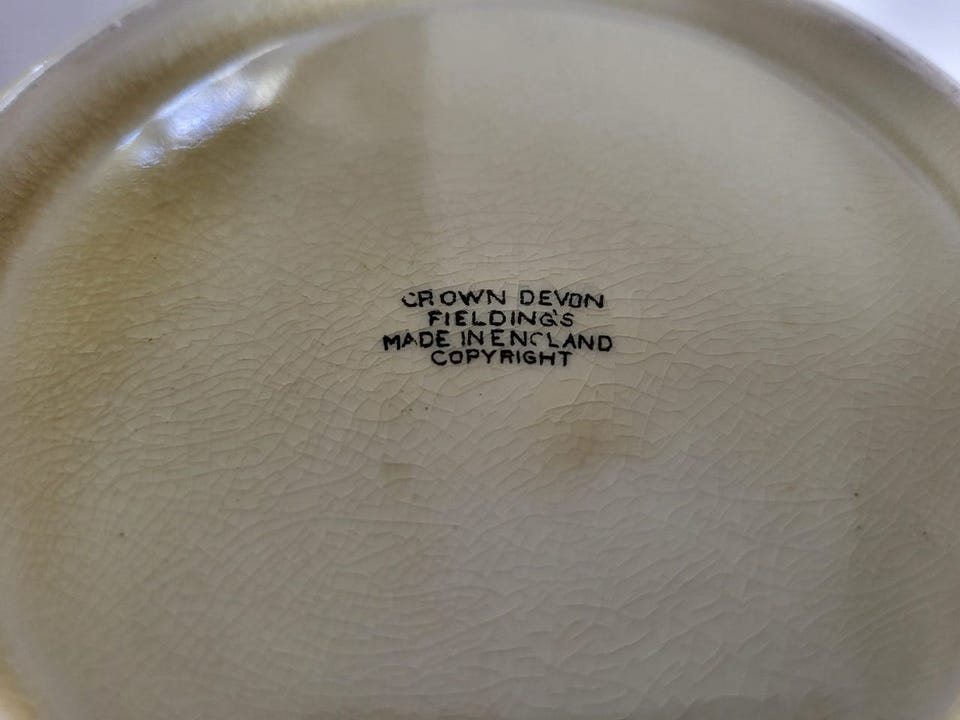 CROWN DEVON
FIELDING'S
MADE IN ENGLAND
COPYRIGHT